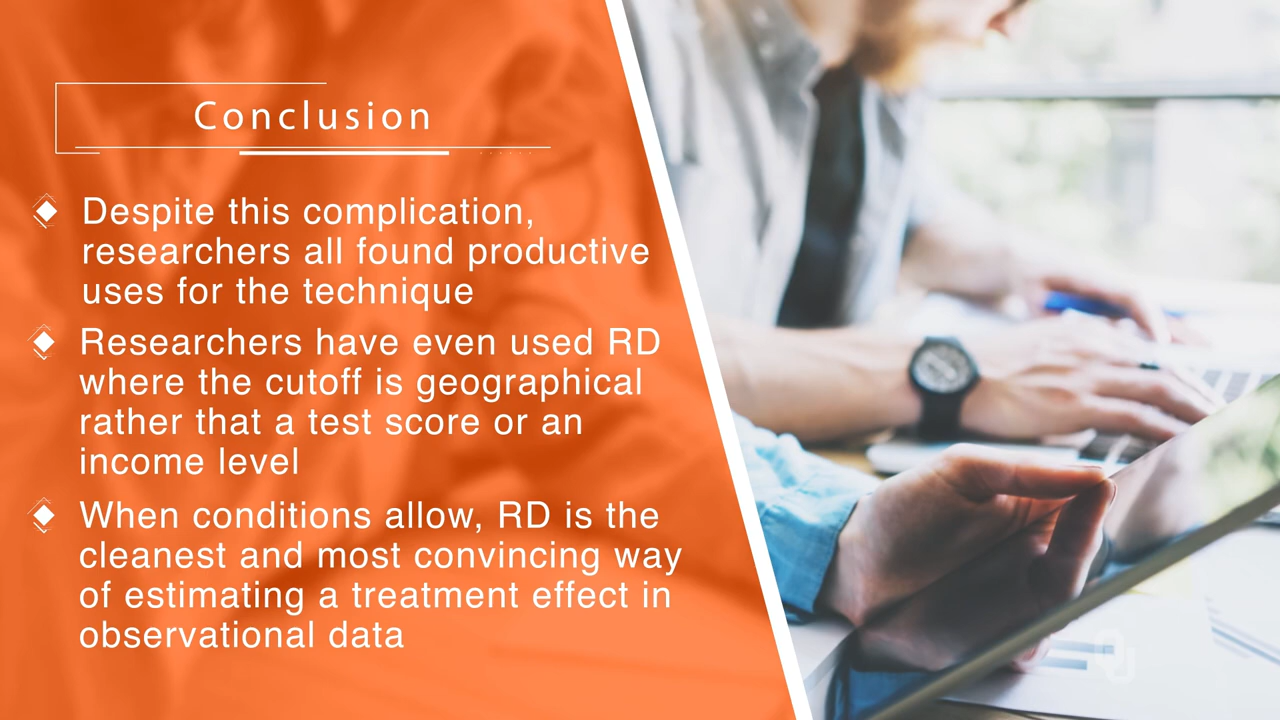 Conclusion
Despite this complication,
researchers all found productive
uses for the technique
Researchers have even used RD
where the cutoff is geographical
rather that a test score or an
income level
When conditions allow, RD is the
cleanest and most convincing way
of estimating a treatment effect in
observational data